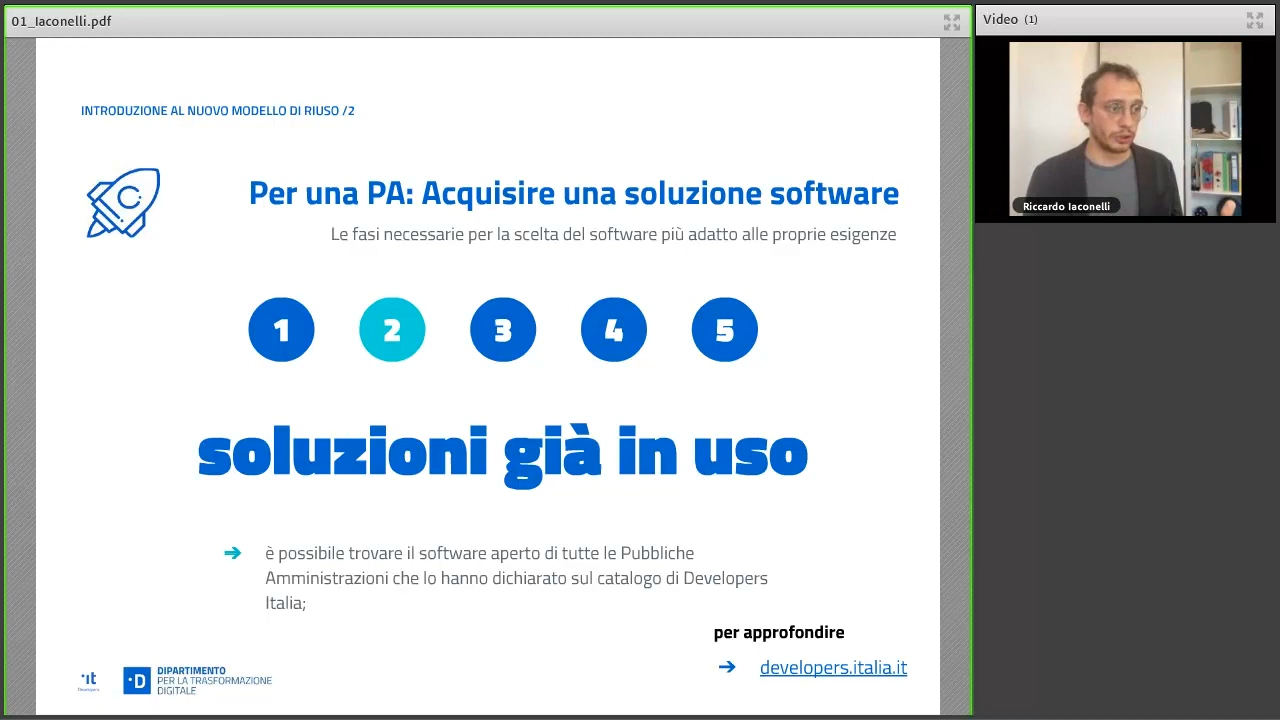 01_Iaconelli.pdf
Video (1)
INTRODUZIONE AL NUOVO MODELLO DI RIUSO /2
Per una PA: Acquisire una soluzione software
Le fasi necessarie per la scelta del software più adatto alle proprie esigenze
Riccardo Iaconelli
1 2 3 4 5
soluzioni già in uso
➔ è possibile trovare il software aperto di tutte le Pubbliche
Amministrazioni che lo hanno dichiarato sul catalogo di Developers
Italia;
per approfondire
➔ developers.italia.it
.it
Developers
·D
DIPARTIMENTO
PER LA TRASFORMAZIONE
DIGITALE